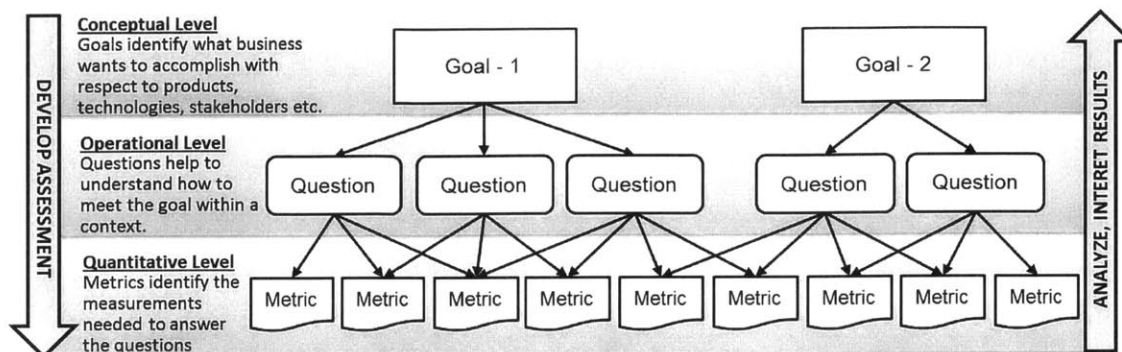 DEVELOP ASSESSMENT
Conceptual Level
Goals identify what business
wants to accomplish with
respect to products,
technologies, stakeholders etc.
Goal - 1
Goal - 2
Operational Level
Questions help to
understand how to
meet the goal within a
context.
Question
Question
Question
Question
Question
Quantitative Level
Metrics identify the
measurements
needed to answer
the questions
Metric
Metric
Metric
Metric
Metric
Metric
Metric
Metric
Metric
ANALYZE, INTERET RESULTS